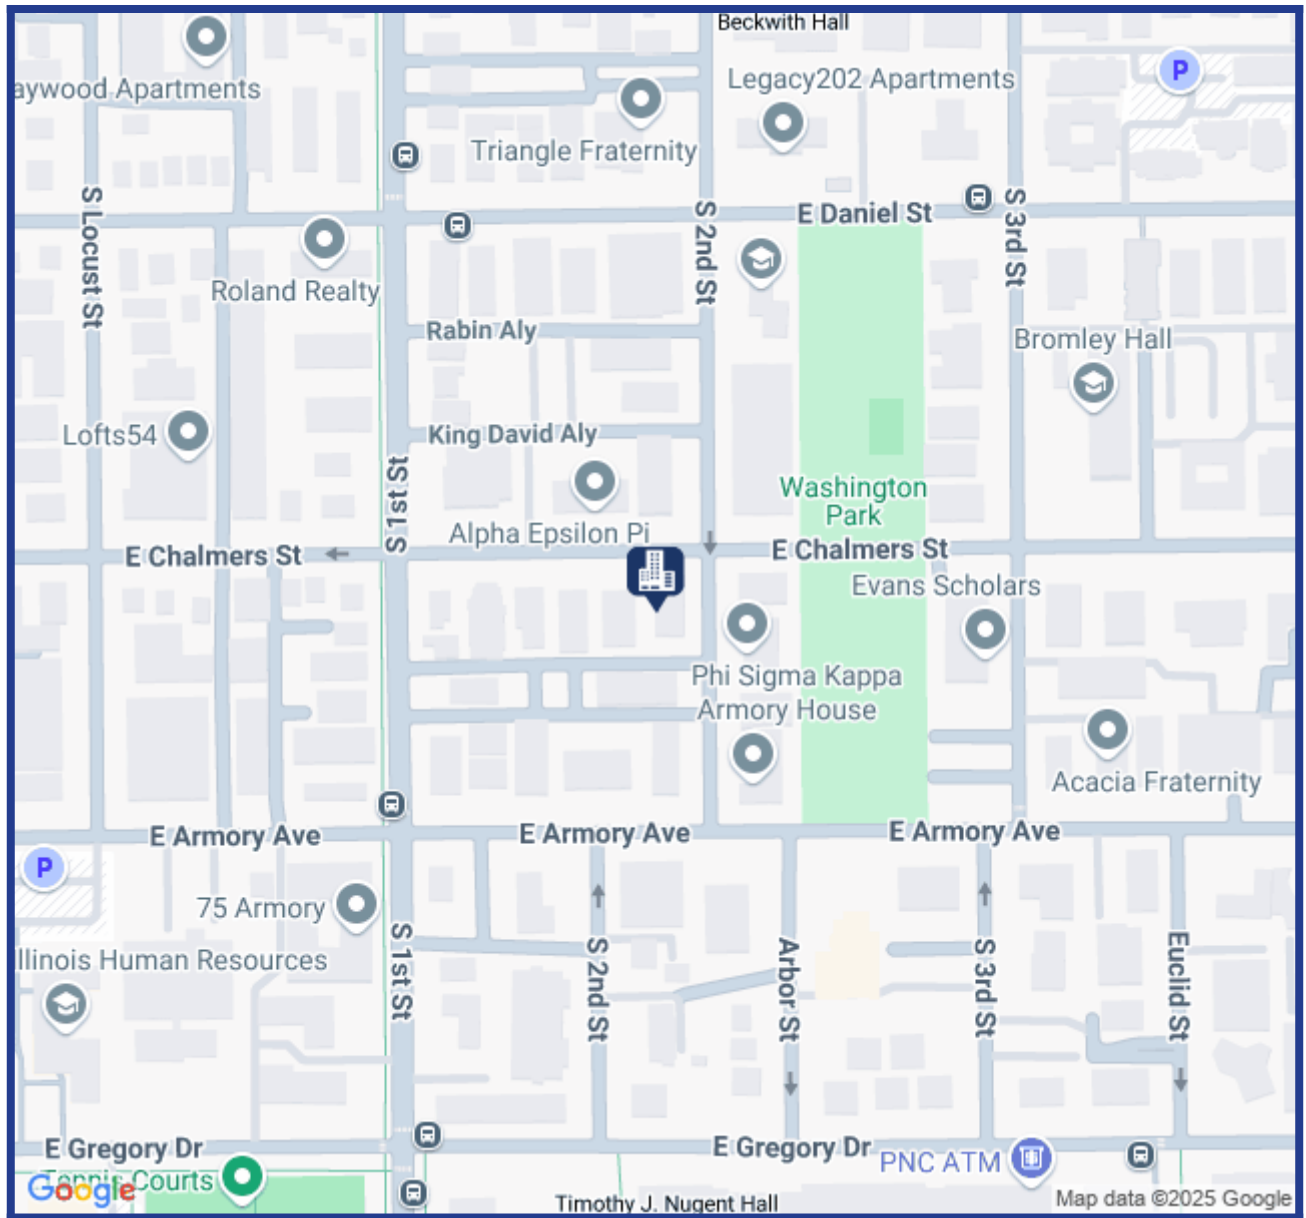 Beckwith Hall
aywood Apartments
Legacy202 Apartments
P
Triangle Fraternity
S Locust St
S 2nd St
E Daniel St
S 3rd St
Roland Realty
Rabin Aly
Bromley Hall
Lofts54
King David Aly
S 1st St
Washington
Park
Alpha Epsilon Pi
E Chalmers St
E Chalmers St
Evans Scholars
Phi Sigma Kappa
Armory House
Acacia Fraternity
E Armory Ave
E Armory Ave
E Armory Ave
P
75 Armory
S 1st St
S 2nd St
Arbor St
S 3rd St
Euclid St
llinois Human Resources
E Gregory Dr
E Gregory Dr
PNC ATM
Tennis Courts
Google
Timothy J. Nugent Hall
Map data ©2025 Google